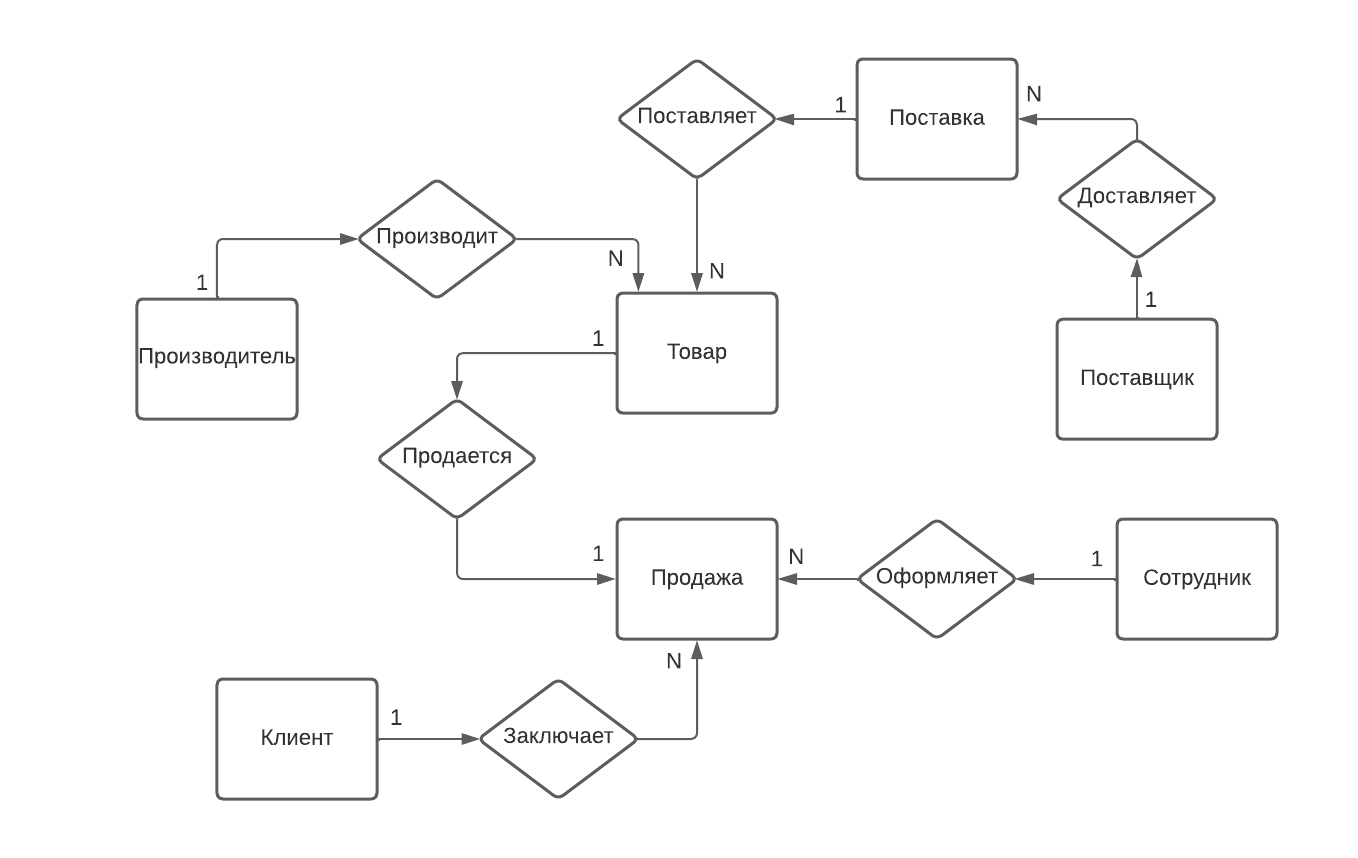 N
1
Поставляет
Поставка
Доставляет
Производит
N
N
1
1
1
Товар
Производитель
Поставщик
Продается
1
N
1
Продажа
Оформляет
Сотрудник
N
1
Клиент
Заключает